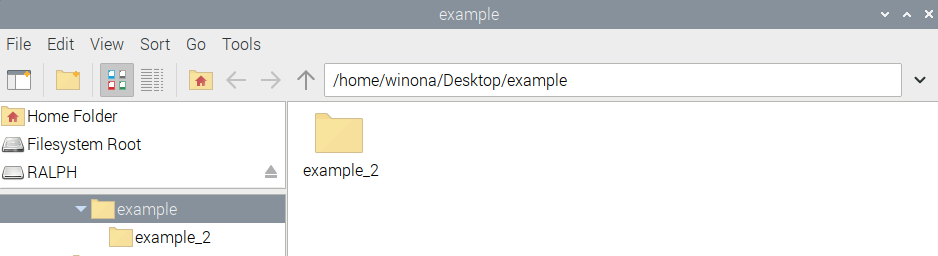 example
File Edit View Sort Go Tools
/home/winona/Desktop/example
Home Folder
Filesystem Root
RALPH
example
example_2
example_2